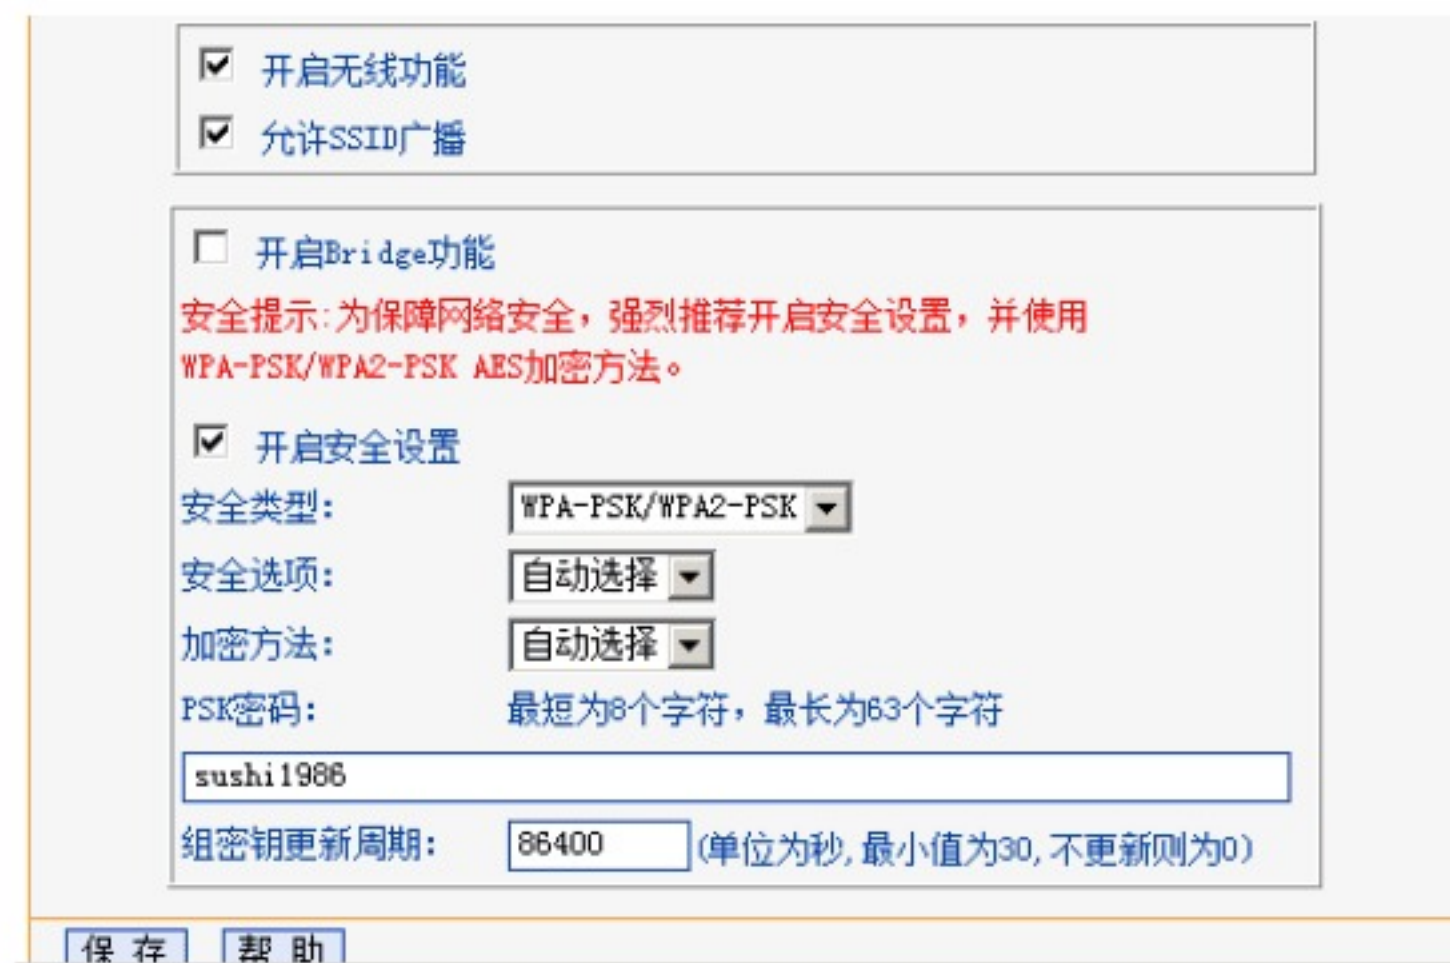 开启无线功能
允许SSID广播
开启Bridge功能
安全提示:为保障网络安全，强烈推荐开启安全设置，并使用
WPA-PSK/WPA2-PSK AES加密方法。
开启安全设置
安全类型： WPA-PSK/WPA2-PSK
安全选项： 自动选择
加密方法： 自动选择
PSK密码： 最短为8个字符，最长为63个字符
sushi1986
组密钥更新周期： 86400 (单位为秒,最小值为30,不更新则为0)
保 存 帮 助